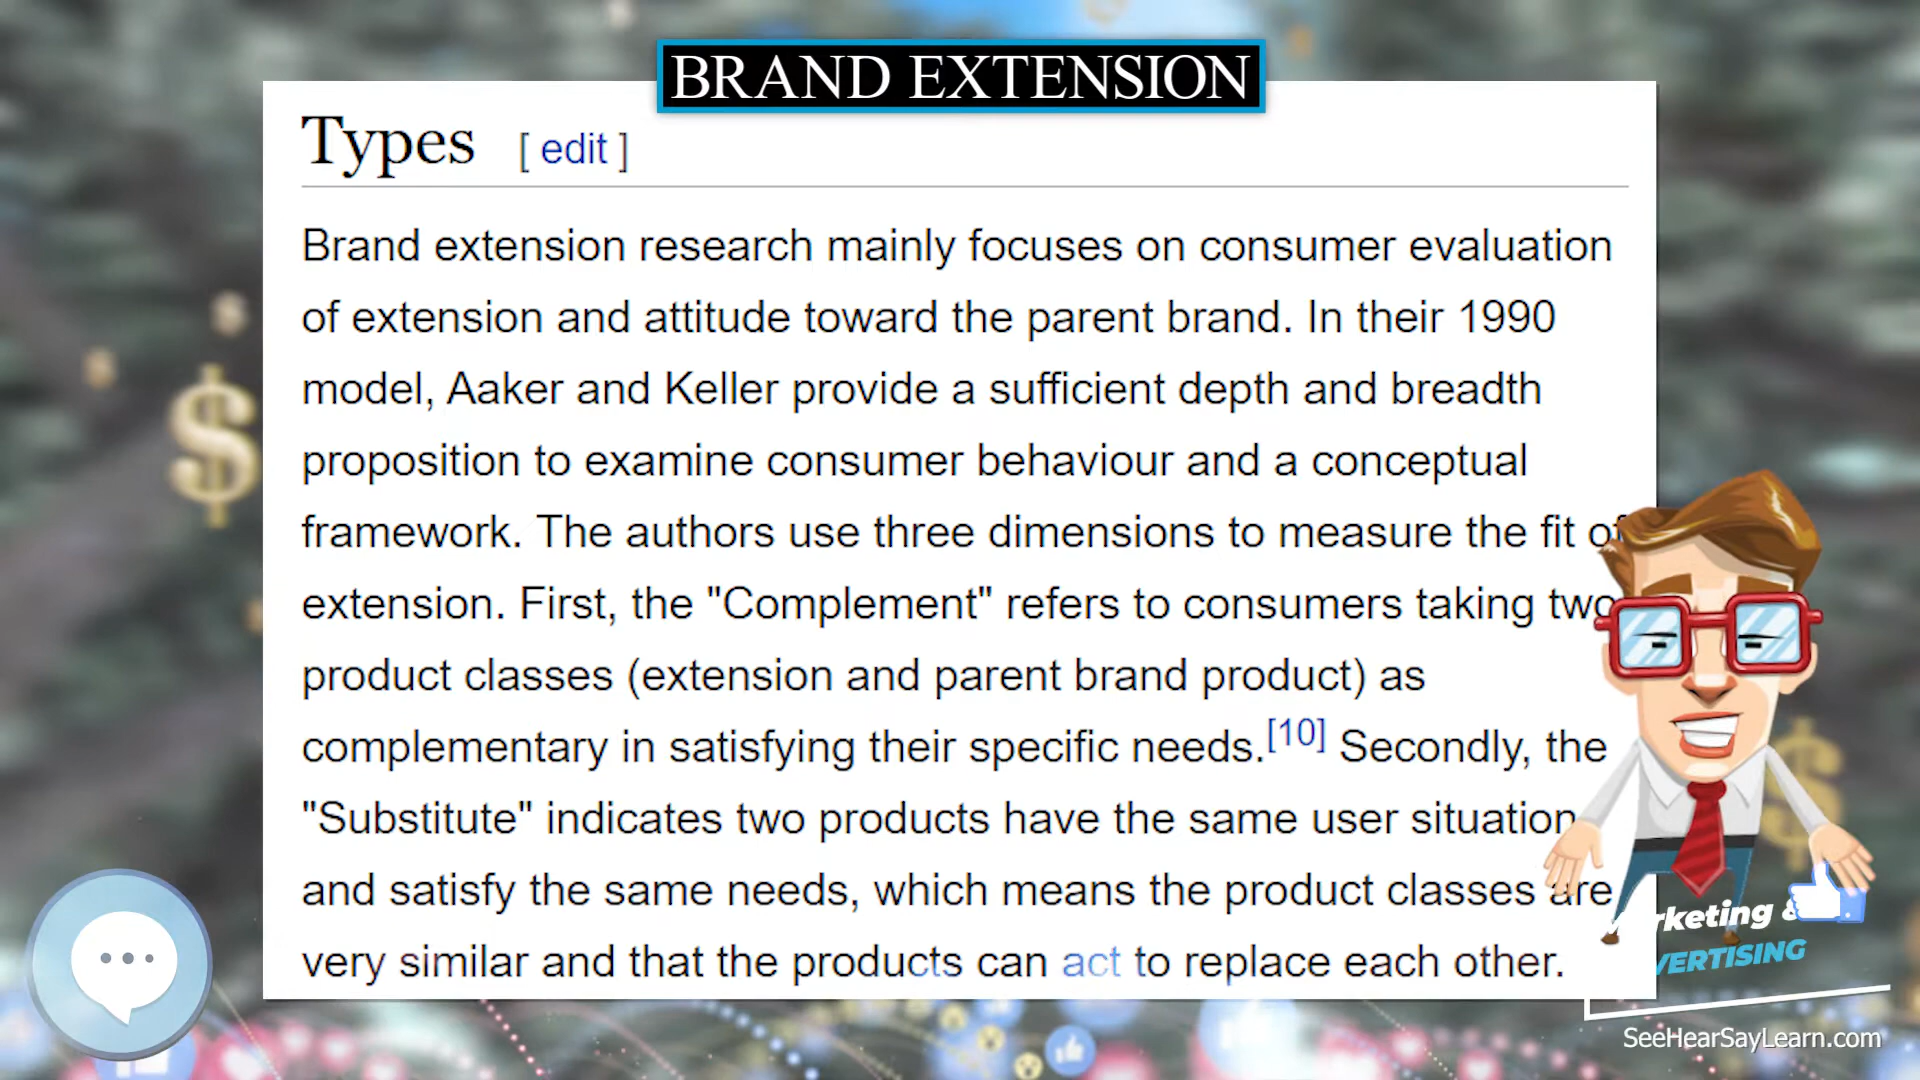 BRAND EXTENSION
Types [ edit ]
Brand extension research mainly focuses on consumer evaluation
of extension and attitude toward the parent brand. In their 1990
model, Aaker and Keller provide a sufficient depth and breadth
proposition to examine consumer behaviour and a conceptual
framework. The authors use three dimensions to measure the fit of
extension. First, the "Complement" refers to consumers taking two
product classes (extension and parent brand product) as
complementary in satisfying their specific needs.[10] Secondly, the
"Substitute" indicates two products have the same user situation
and satisfy the same needs, which means the product classes are
very similar and that the products can act to replace each other.
&
SeeHearSayLearn.com